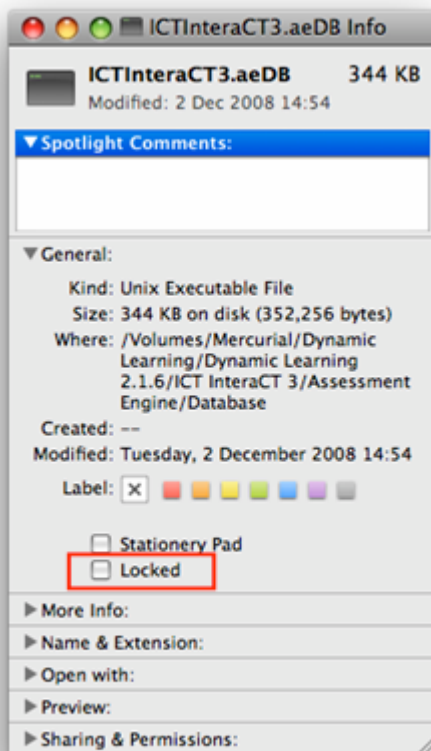 ICTInteraCT3.aeDB Info
ICTInteraCT3.aeDB 344 KB
Modified: 2 Dec 2008 14:54
Spotlight Comments:
General:
Kind: Unix Executable File
Size: 344 KB on disk (352,256 bytes)
Where: /Volumes/Mercurial/Dynamic
Learning/Dynamic Learning
2.1.6/ICT InteraCT 3/Assessment
Engine/Database
Created: --
Modified: Tuesday, 2 December 2008 14:54
Label:
Stationery Pad
Locked
More Info:
Name & Extension:
Open with:
Preview:
Sharing & Permissions: